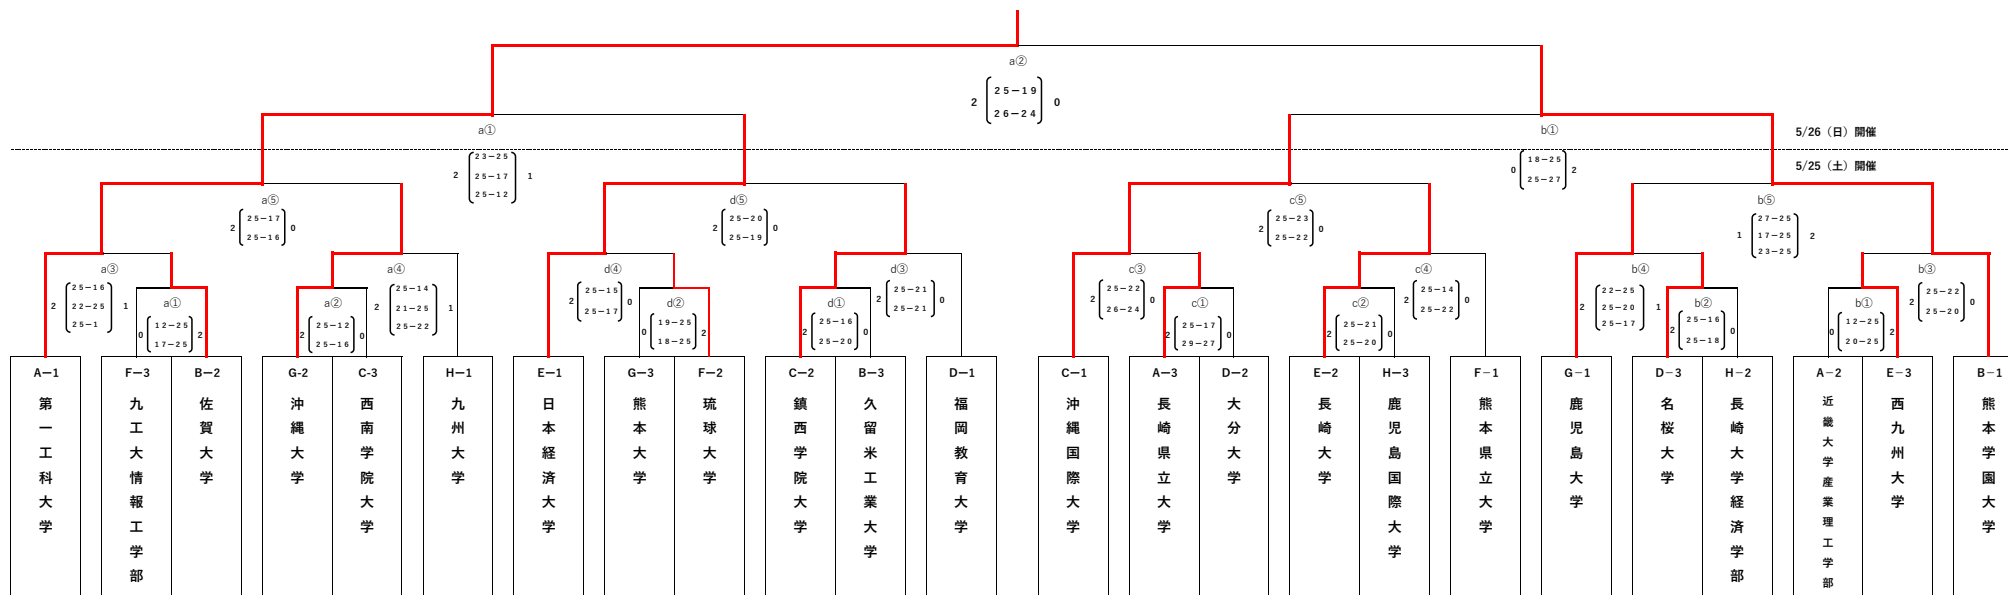 a②
2 25－19 0
26－24
a①
b①
5/26（日）開催
23－25
2 25－17 1
25－12
18－25
0 2
25－27
5/25（土）開催
a⑤
25－17
2 0
25－16
d⑤
25－20
2 0
25－19
c⑤
25－23
2 0
25－22
b⑤
27－25
1 17－25 2
23－25
a③
25－16
2 22－25 1
25－1
a①
12－25
0 2
17－25
a④
25－14
2 21－25 1
25－22
a②
25－12
2 0
25－16
d④
25－15
2 0
25－17
d②
19－25
0 2
18－25
d③
25－21
2 0
25－21
d①
25－16
2 0
25－20
c③
25－22
2 0
26－24
c①
25－17
2 0
29－27
c④
25－14
2 0
25－22
c②
25－21
2 0
25－20
b④
22－25
2 25－20 1
25－17
b②
25－16
2 0
25－18
b③
25－22
2 0
25－20
b①
12－25
0 2
20－25
A－1
第一工科大学
F－3
九工大情報工学部
B－2
佐賀大学
G-2
沖縄大学
C-3
西南学院大学
H－1
九州大学
E－1
日本経済大学
G－3
熊本大学
F－2
琉球大学
C－2
鎮西学院大学
B－3
久留米工業大学
D－1
福岡教育大学
C－1
沖縄国際大学
A－3
長崎県立大学
D－2
大分大学
E－2
長崎大学
H－3
鹿児島国際大学
F－1
熊本県立大学
G－1
鹿児島大学
D－3
名桜大学
H－2
長崎大学経済学部
A－2
近畿大学産業理工学部
E－3
西九州大学
B－1
熊本学園大学